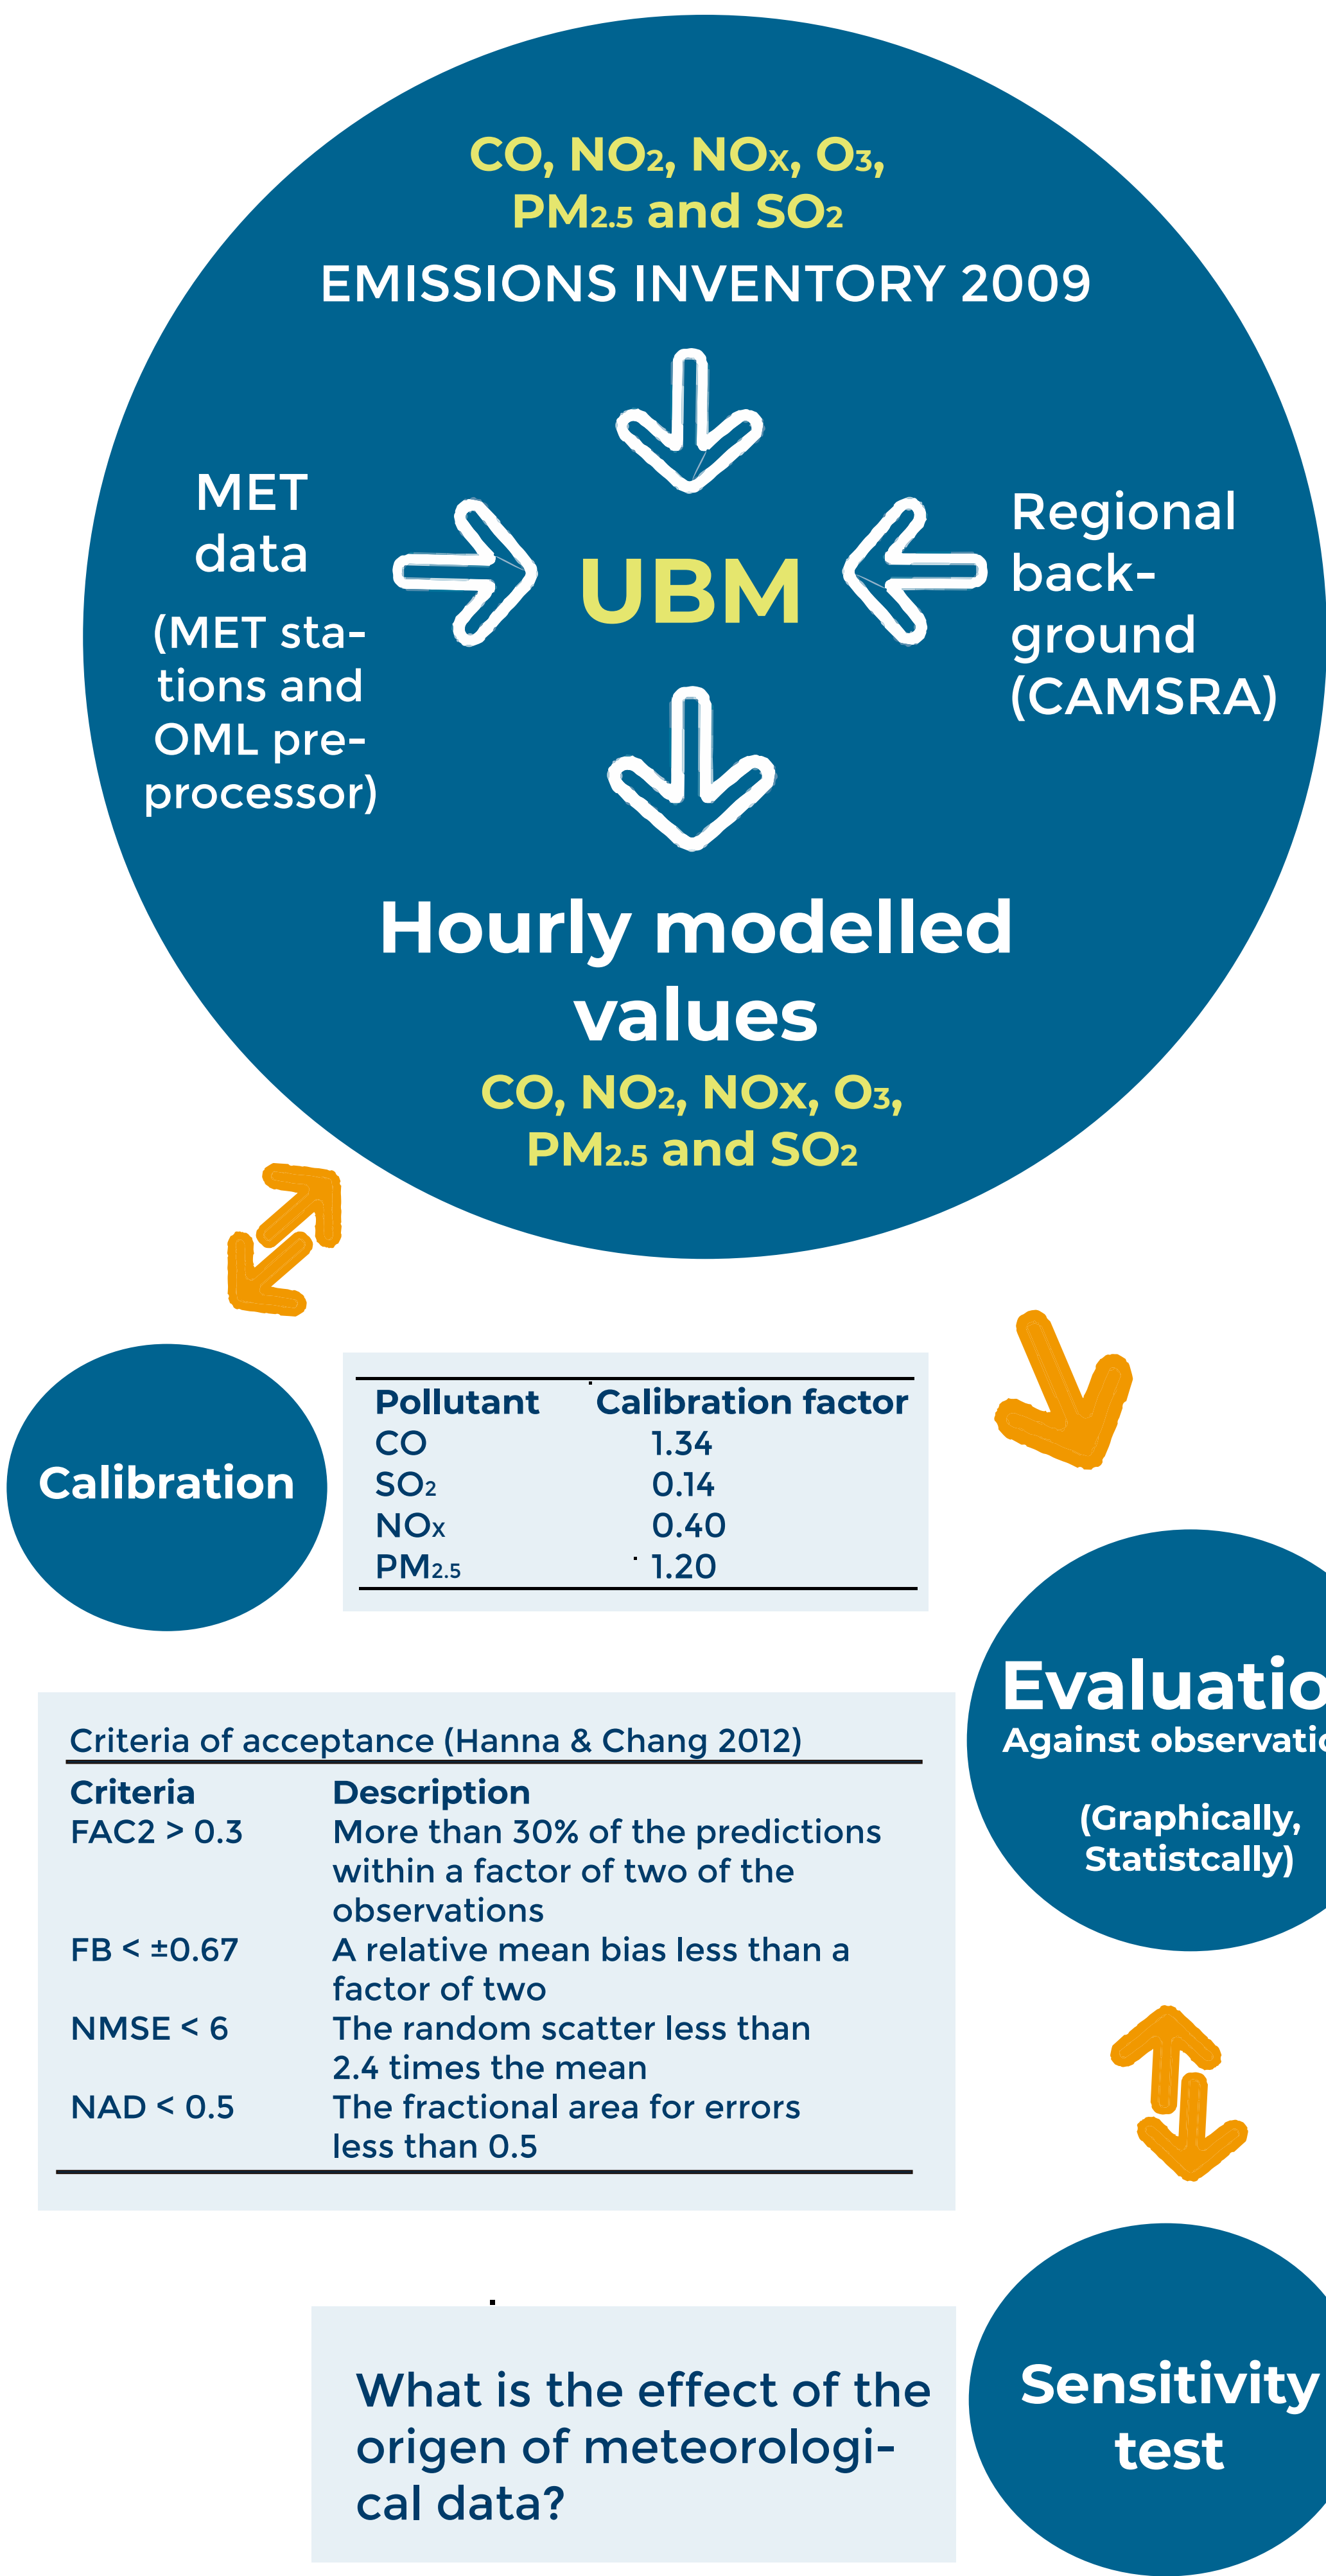 CO, NO₂, NOₓ, O₃,
PM₂.₅ and SO₂
EMISSIONS INVENTORY 2009
MET
data
(MET sta-
tions and
OML pre-
processor)
UBM
Regional
back-
ground
(CAMSRA)
Hourly modelled
values
CO, NO₂, NOx, O₃,
PM₂.₅ and SO₂
Calibration
Pollutant Calibration factor
CO 1.34
SO₂ 0.14
NOₓ 0.40
PM₂.₅ 1.20
Evaluatio
Against observatio
(Graphically,
Statistcally)
Criteria of acceptance (Hanna & Chang 2012)
Criteria Description
FAC2 > 0.3 More than 30% of the predictions
within a factor of two of the
observations
FB < ±0.67 A relative mean bias less than a
factor of two
NMSE < 6 The random scatter less than
2.4 times the mean
NAD < 0.5 The fractional area for errors
less than 0.5
What is the effect of the
origen of meteorologi-
cal data?
Sensitivity
test